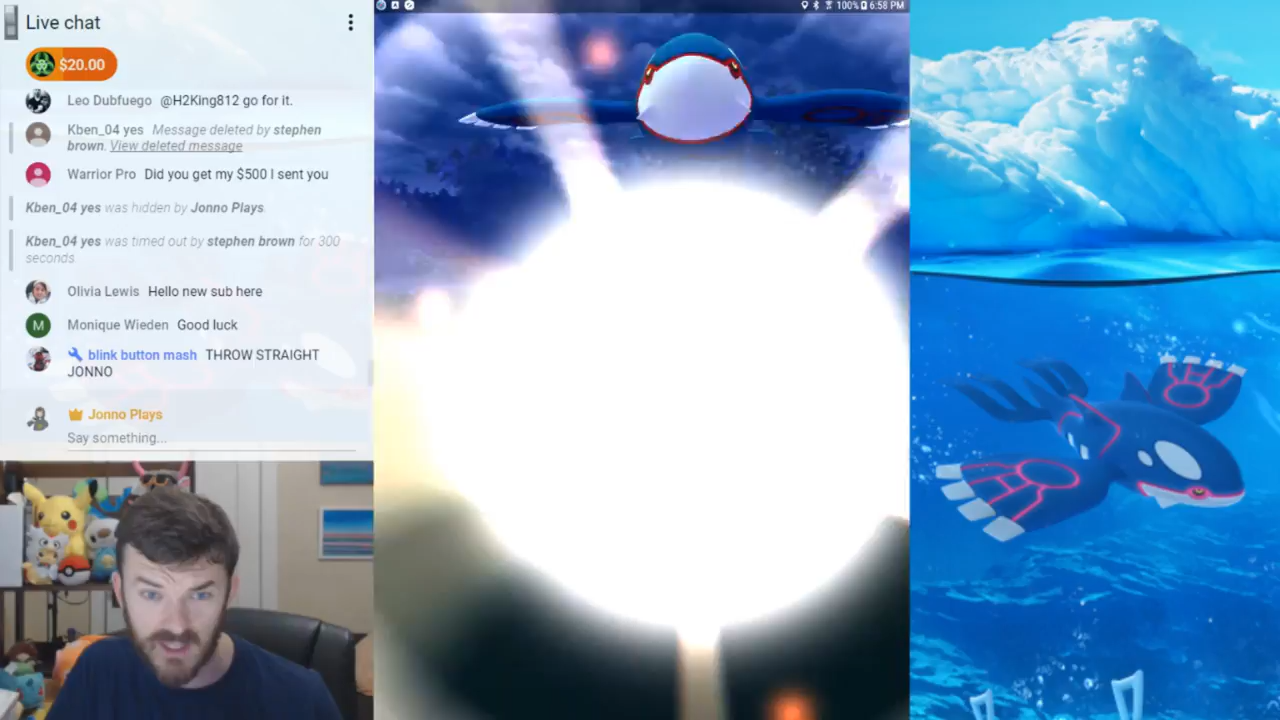 Live chat
$20.00
Leo Dubfuego @H2King812 go for it.
Kben_04 yes Message deleted by stephen
brown. View deleted message
Warrior Pro Did you get my $500 I sent you
Kben_04 yes was hidden by Jonno Plays.
Kben_04 yes was timed out by stephen brown for 300
seconds
Olivia Lewis Hello new sub here
M Monique Wieden Good luck
blink button mash THROW STRAIGHT
JONNO
Jonno Plays
Say something...
100% 6:58 PM